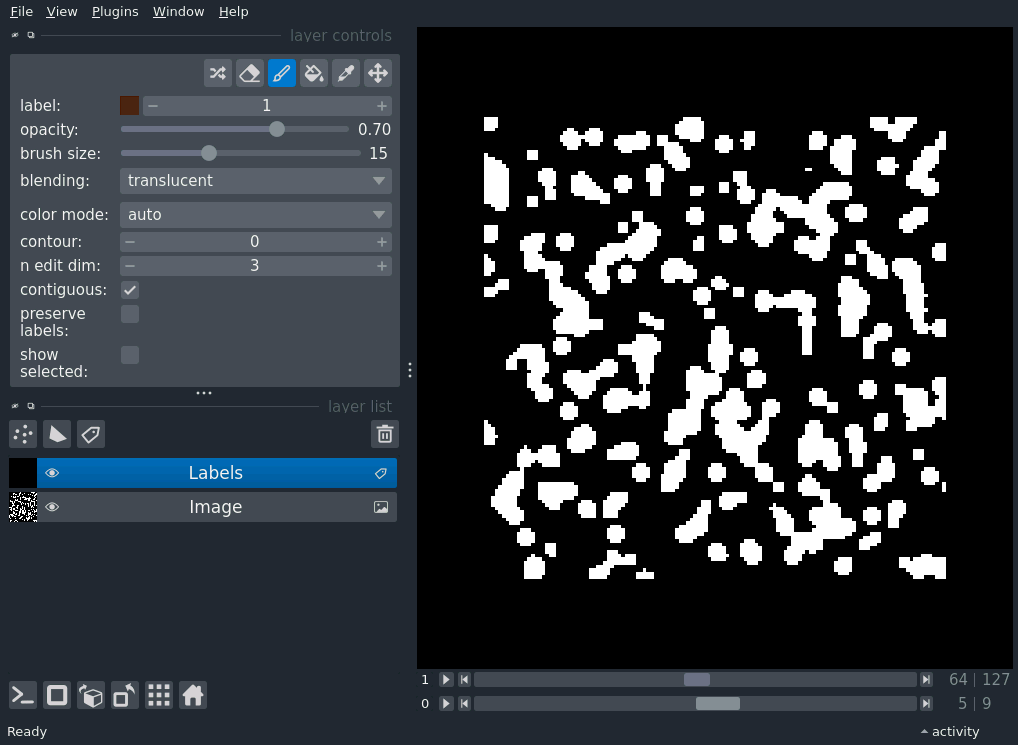 File View Plugins Window Help
layer controls
label: 1
opacity: 0.70
brush size: 15
blending: translucent
color mode: auto
contour: 0
n edit dim: 3
contiguous:
preserve
labels:
show
selected:
layer list
Labels
Image
1 64 | 127
0 5 | 9
Ready activity